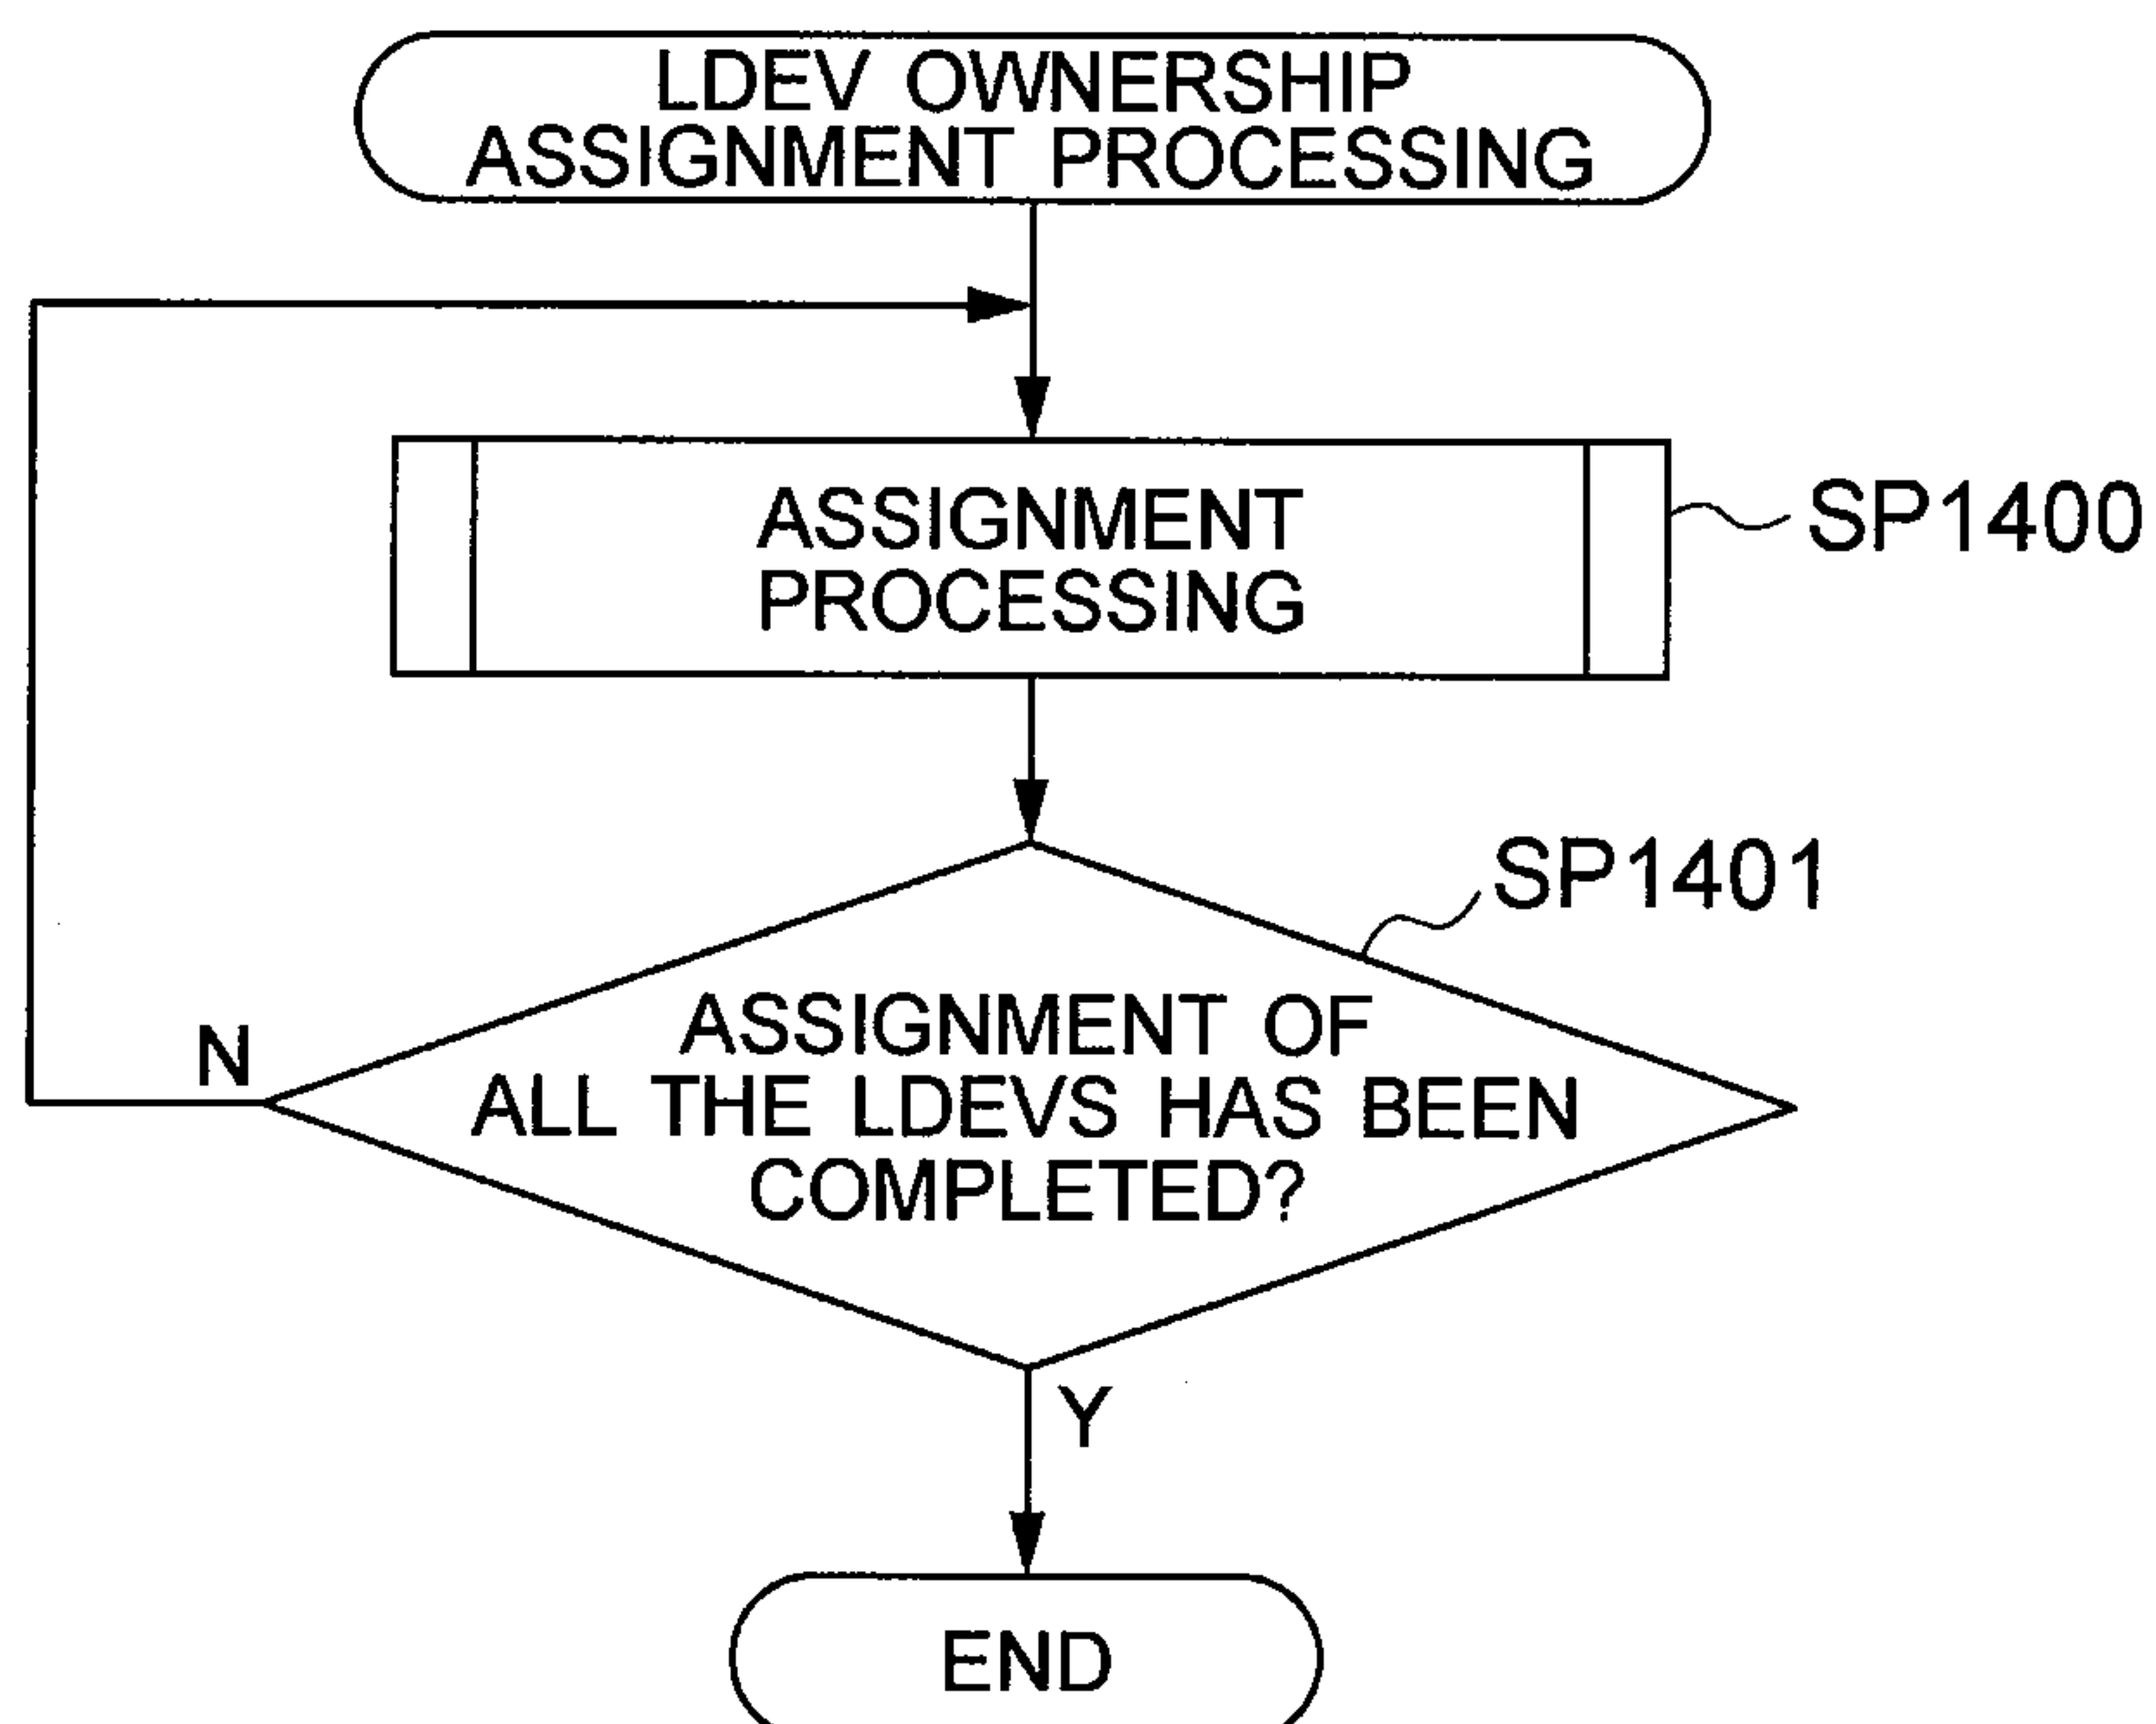 LDEV OWNERSHIP
ASSIGNMENT PROCESSING
ASSIGNMENT
PROCESSING
SP1400
SP1401
ASSIGNMENT OF
ALL THE LDEVS HAS BEEN
COMPLETED?
N
Y
END